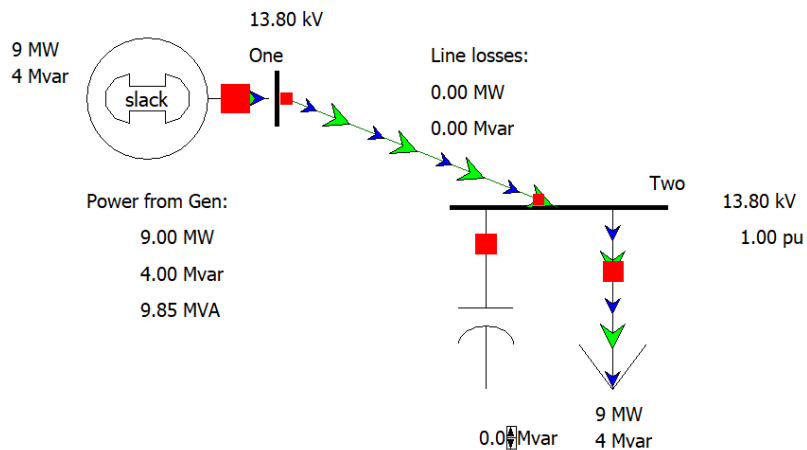 13.80 kV
9 MW
4 Mvar
slack
One
Line losses:
0.00 MW
0.00 Mvar
Two
13.80 kV
1.00 pu
Power from Gen:
9.00 MW
4.00 Mvar
9.85 MVA
0.0 Mvar
9 MW
4 Mvar